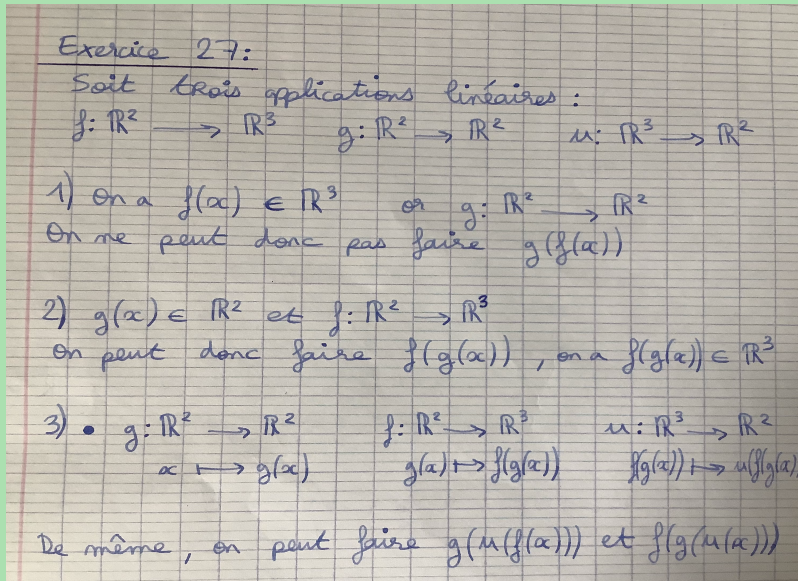 Exercice 27:
Soit trois applications linéaires :
f: ℝ² → ℝ³ g: ℝ² → ℝ² u: ℝ³ → ℝ²
1) On a f(x) ∈ ℝ³ or g: ℝ² → ℝ²
On ne peut donc pas faire g(f(x))
2) g(x) ∈ ℝ² et f: ℝ² → ℝ³
On peut donc faire f(g(x)), on a f(g(x)) ∈ ℝ³
3) • g: ℝ² → ℝ² f: ℝ² → ℝ³ u: ℝ³ → ℝ²
x ↦ g(x) g(x) ↦ f(g(x)) f(g(x)) ↦ u(f(g(x)
De même, on peut faire g(u(f(x))) et f(g(u(x)))